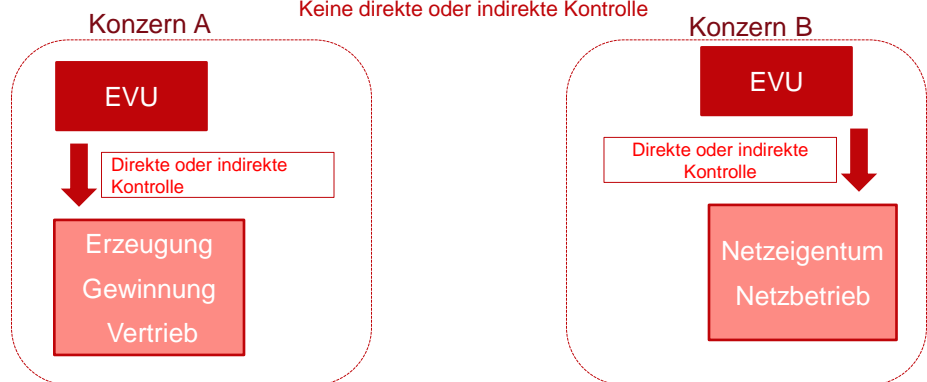 Keine direkte oder indirekte Kontrolle
Konzern A
Konzern B
EVU
EVU
Direkte oder indirekte
Kontrolle
Direkte oder indirekte
Kontrolle
Erzeugung
Gewinnung
Vertrieb
Netzeigentum
Netzbetrieb